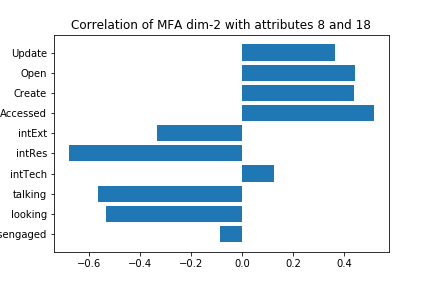 Correlation of MFA dim-2 with attributes 8 and 18
Update
Open
Create
Accessed
intExt
intRes
intTech
talking
looking
sengaged
−0.6 −0.4 −0.2 0.0 0.2 0.4